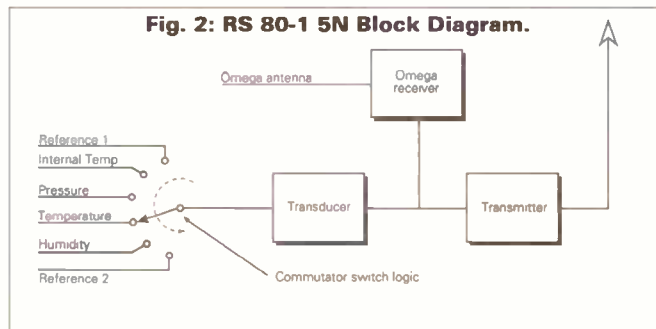 Fig. 2: RS 80-1 5N Block Diagram.
Omega antenna
Omega
receiver
Reference 1
Internal Temp
Pressure
Temperature
Humidity
Reference 2
Transducer
Transmitter
Commutator switch logic